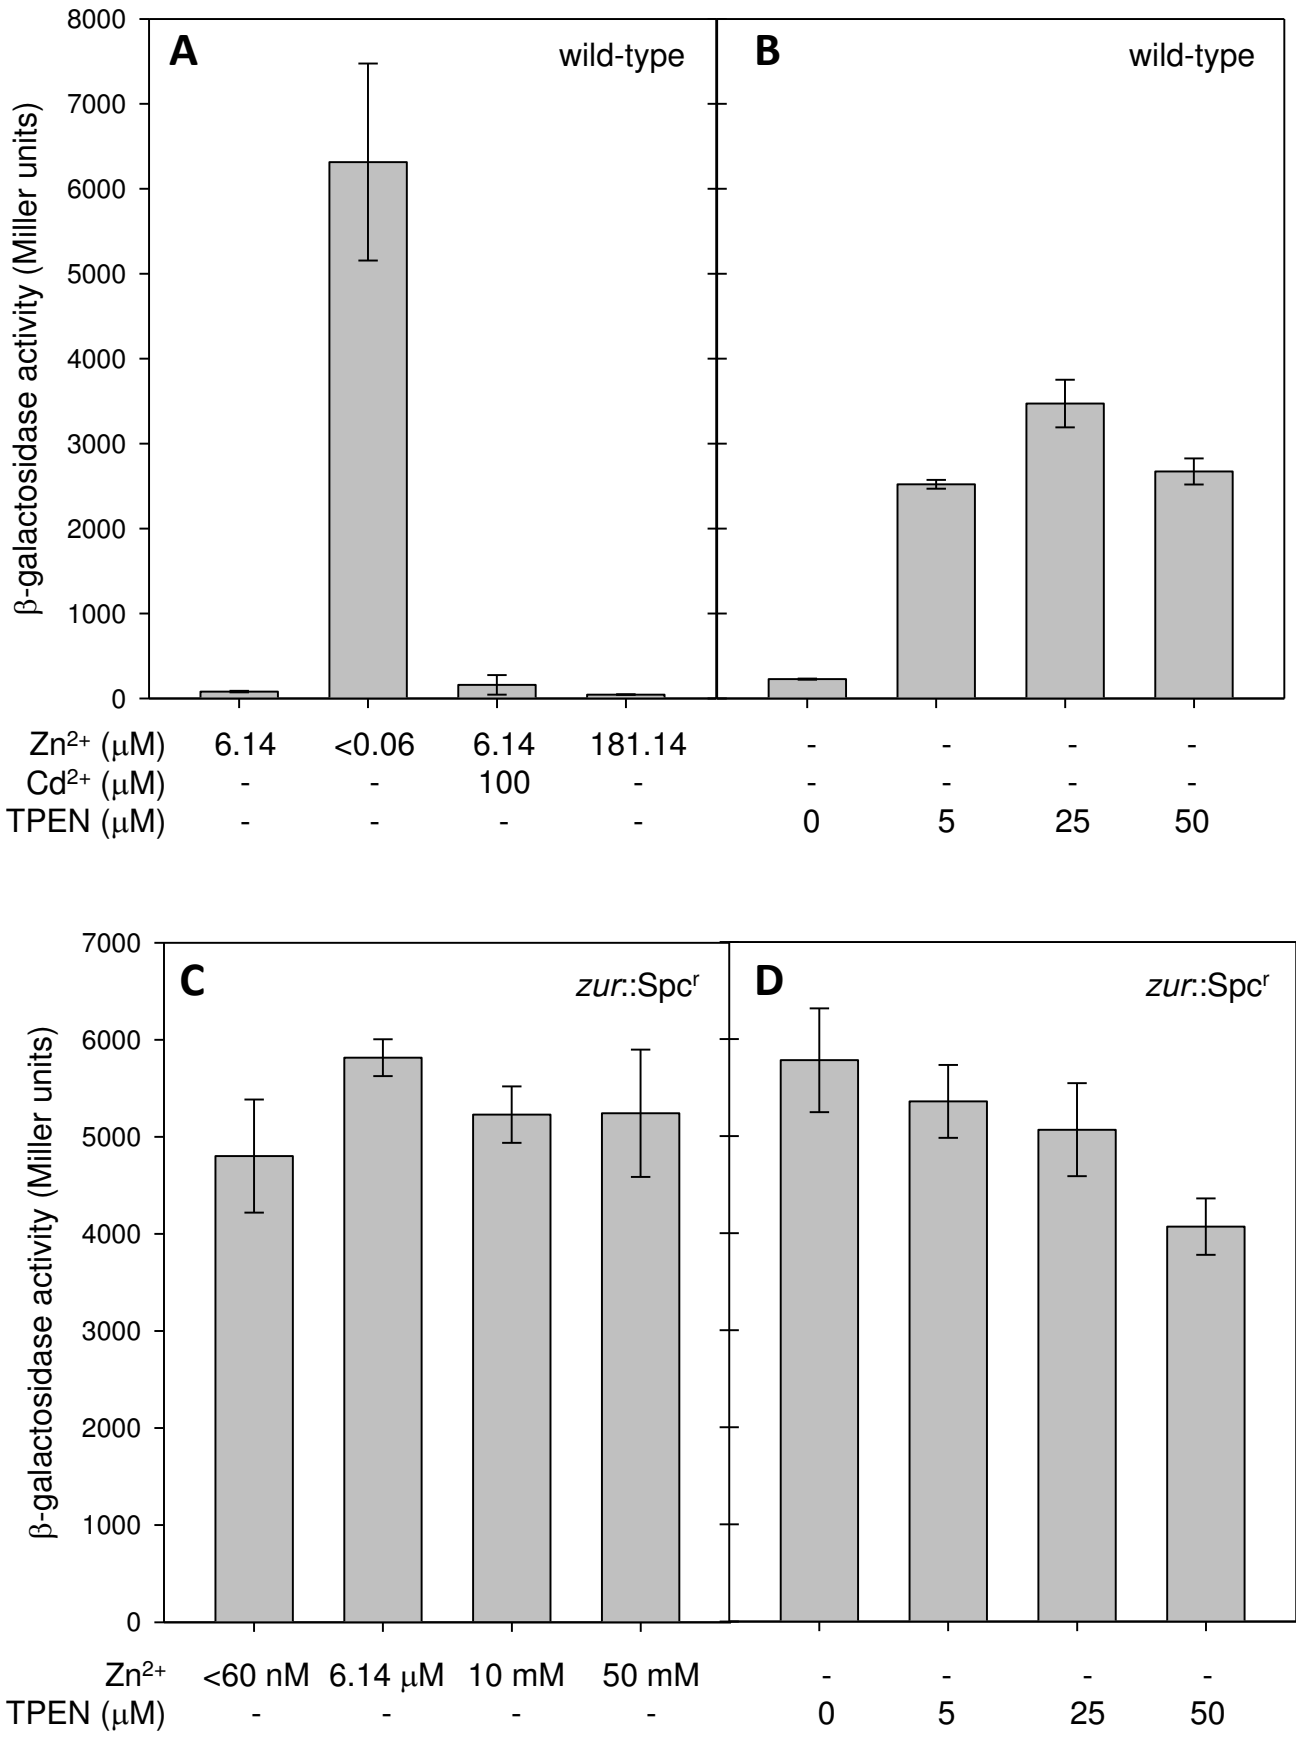 8000
A
wild-type
B
wild-type
7000
6000
5000
4000
3000
2000
1000
0
β-galactosidase activity (Miller units)
Zn²⁺ (μM) 6.14 <0.06 6.14 181.14 - - - -
Cd²⁺ (μM) - - 100 - - - - -
TPEN (μM) - - - - 0 5 25 50
7000
C
zur::Spcʳ
D
zur::Spcʳ
6000
5000
4000
3000
2000
1000
0
β-galactosidase activity (Miller units)
Zn²⁺ <60 nM 6.14 μM 10 mM 50 mM - - - -
TPEN (μM) - - - - 0 5 25 50